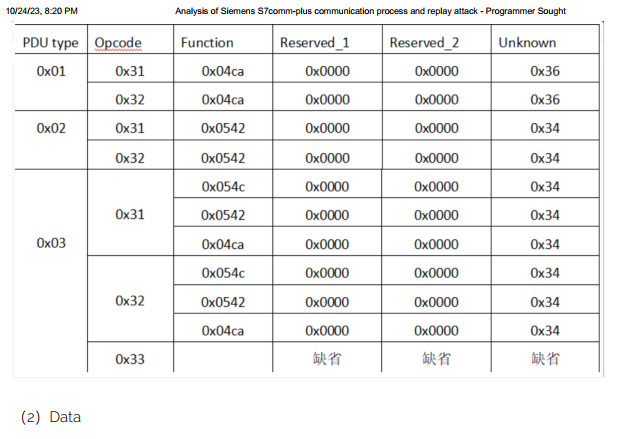 10/24/23, 8:20 PM Analysis of Siemens S7comm-plus communication process and replay attack - Programmer Sought
PDU type Opcode Function Reserved_1 Reserved_2 Unknown
0x01 0x31 0x04ca 0x0000 0x0000 0x36
0x32 0x04ca 0x0000 0x0000 0x36
0x02 0x31 0x0542 0x0000 0x0000 0x34
0x32 0x0542 0x0000 0x0000 0x34
0x054c 0x0000 0x0000 0x34
0x31 0x0542 0x0000 0x0000 0x34
0x03 0x04ca 0x0000 0x0000 0x34
0x054c 0x0000 0x0000 0x34
0x32 0x0542 0x0000 0x0000 0x34
0x04ca 0x0000 0x0000 0x34
0x33 缺省 缺省 缺省
(2) Data